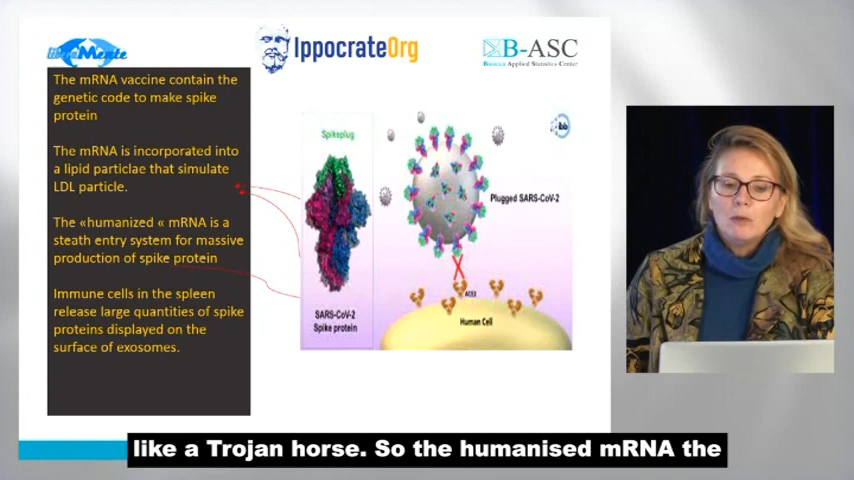 liberaMente
IppocrateOrg
B-ASC
Brescia Applied Statistics Center
The mRNA vaccine contain the
genetic code to make spike
protein
The mRNA is incorporated into
a lipid particlae that simulate
LDL particle.
The «humanized « mRNA is a
steath entry system for massive
production of spike protein
Immune cells in the spleen
release large quantities of spike
proteins displayed on the
surface of exosomes.
Spikeplug
SARS-CoV-2
Spike protein
ibb
Plugged SARS-CoV-2
ACE2
Human Cell
like a Trojan horse. So the humanised mRNA the